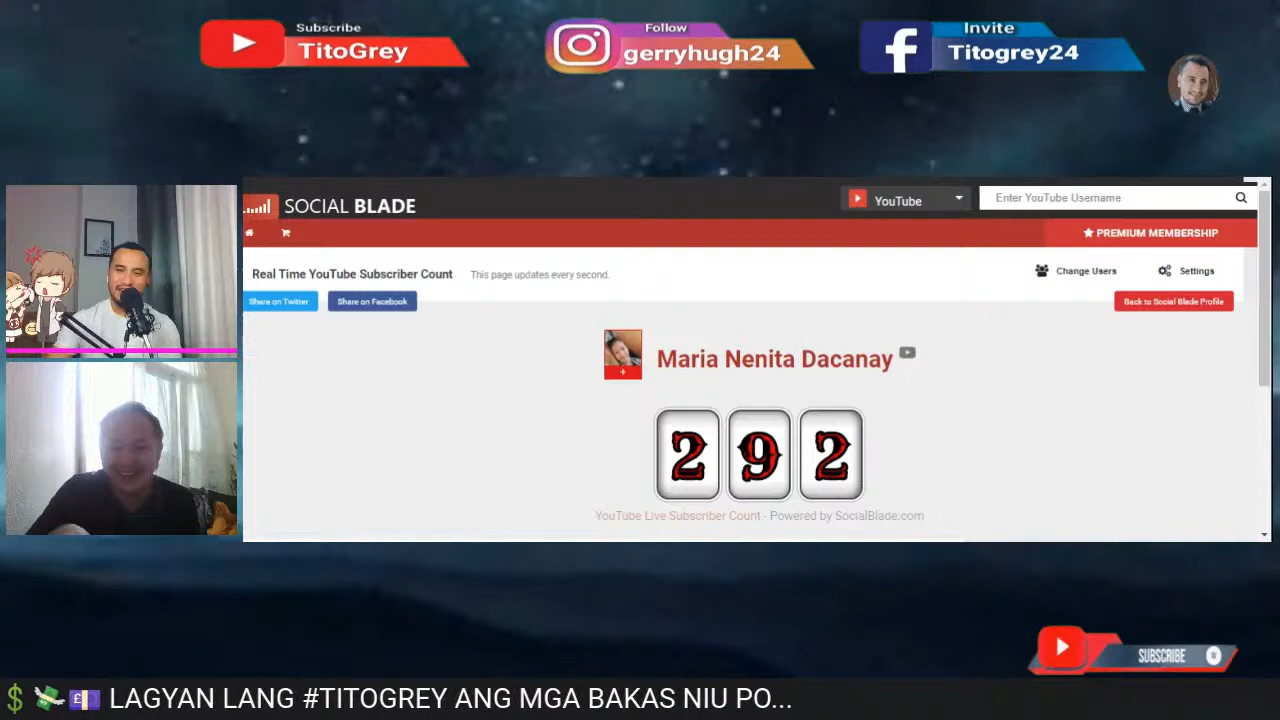 Subscribe
TitoGrey
Follow
gerryhugh24
Invite
Titogrey24
SOCIAL BLADE
YouTube
Enter YouTube Username
PREMIUM MEMBERSHIP
Real Time YouTube Subscriber Count
This page updates every second.
Change Users
Settings
Share on Twitter
Share on Facebook
Back to Social Blade Profile
+
Maria Nenita Dacanay
292
YouTube Live Subscriber Count - Powered by SocialBlade.com
SUBSCRIBE
LAGYAN LANG #TITOGREY ANG MGA BAKAS NIU PO...